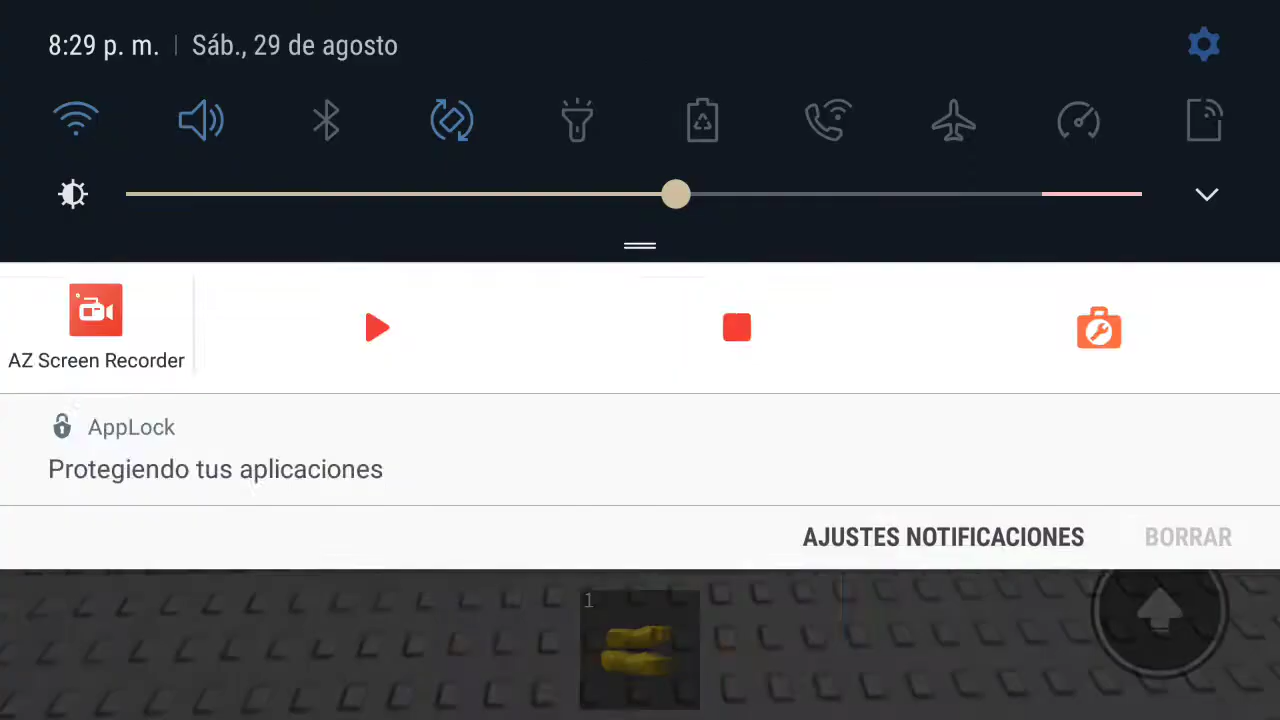 8:29 p. m. | Sáb., 29 de agosto
AZ Screen Recorder
AppLock
Protegiendo tus aplicaciones
AJUSTES NOTIFICACIONES BORRAR
1